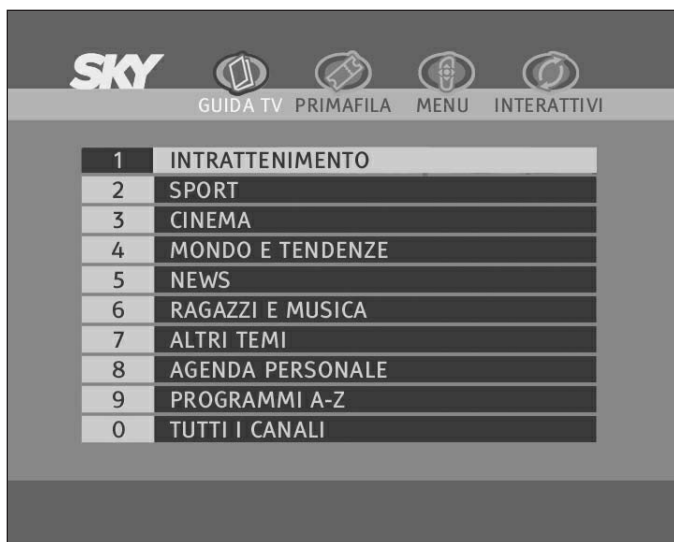 SKY
GUIDA TV PRIMAFILA MENU INTERATTIVI
1 INTRATTENIMENTO
2 SPORT
3 CINEMA
4 MONDO E TENDENZE
5 NEWS
6 RAGAZZI E MUSICA
7 ALTRI TEMI
8 AGENDA PERSONALE
9 PROGRAMMI A-Z
0 TUTTI I CANALI